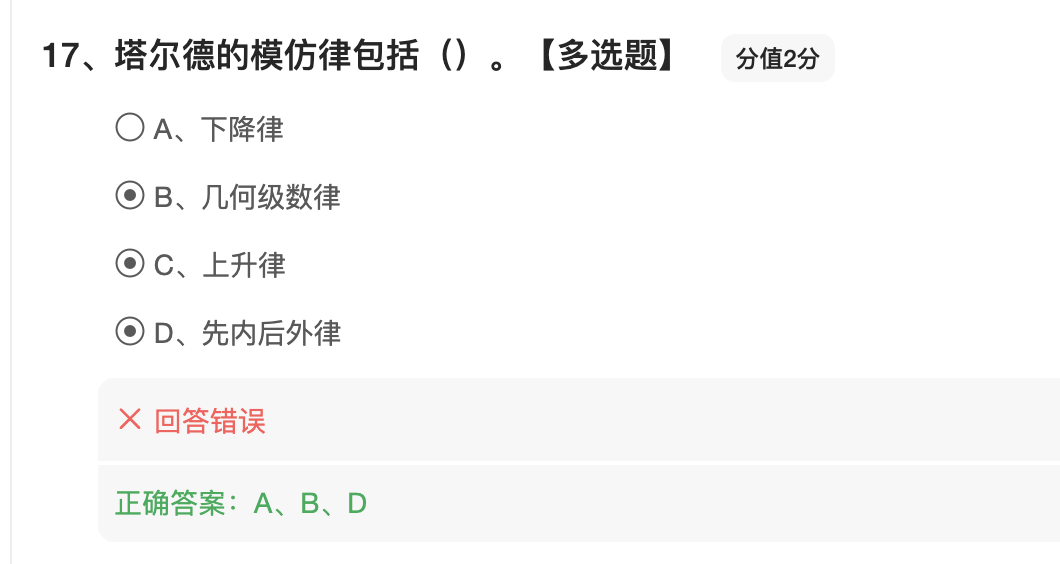 17、塔尔德的模仿律包括（）。【多选题】 分值2分
A、下降律
B、几何级数律
C、上升律
D、先内后外律
回答错误
正确答案：A、B、D